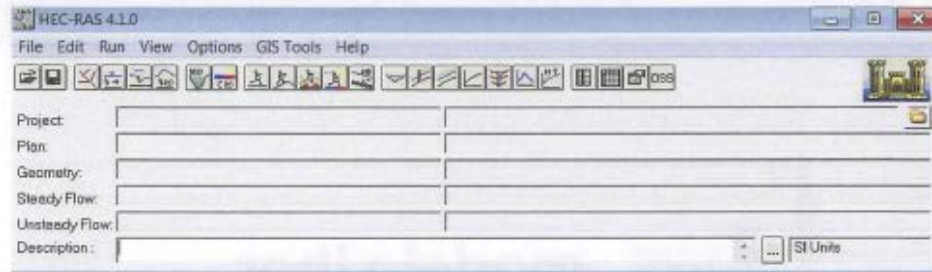 HEC-RAS 4.1.0
File Edit Run View Options GIS Tools Help
DSS
Project:
Plan:
Geometry:
Steady Flow:
Unsteady Flow:
Description :
... SI Units